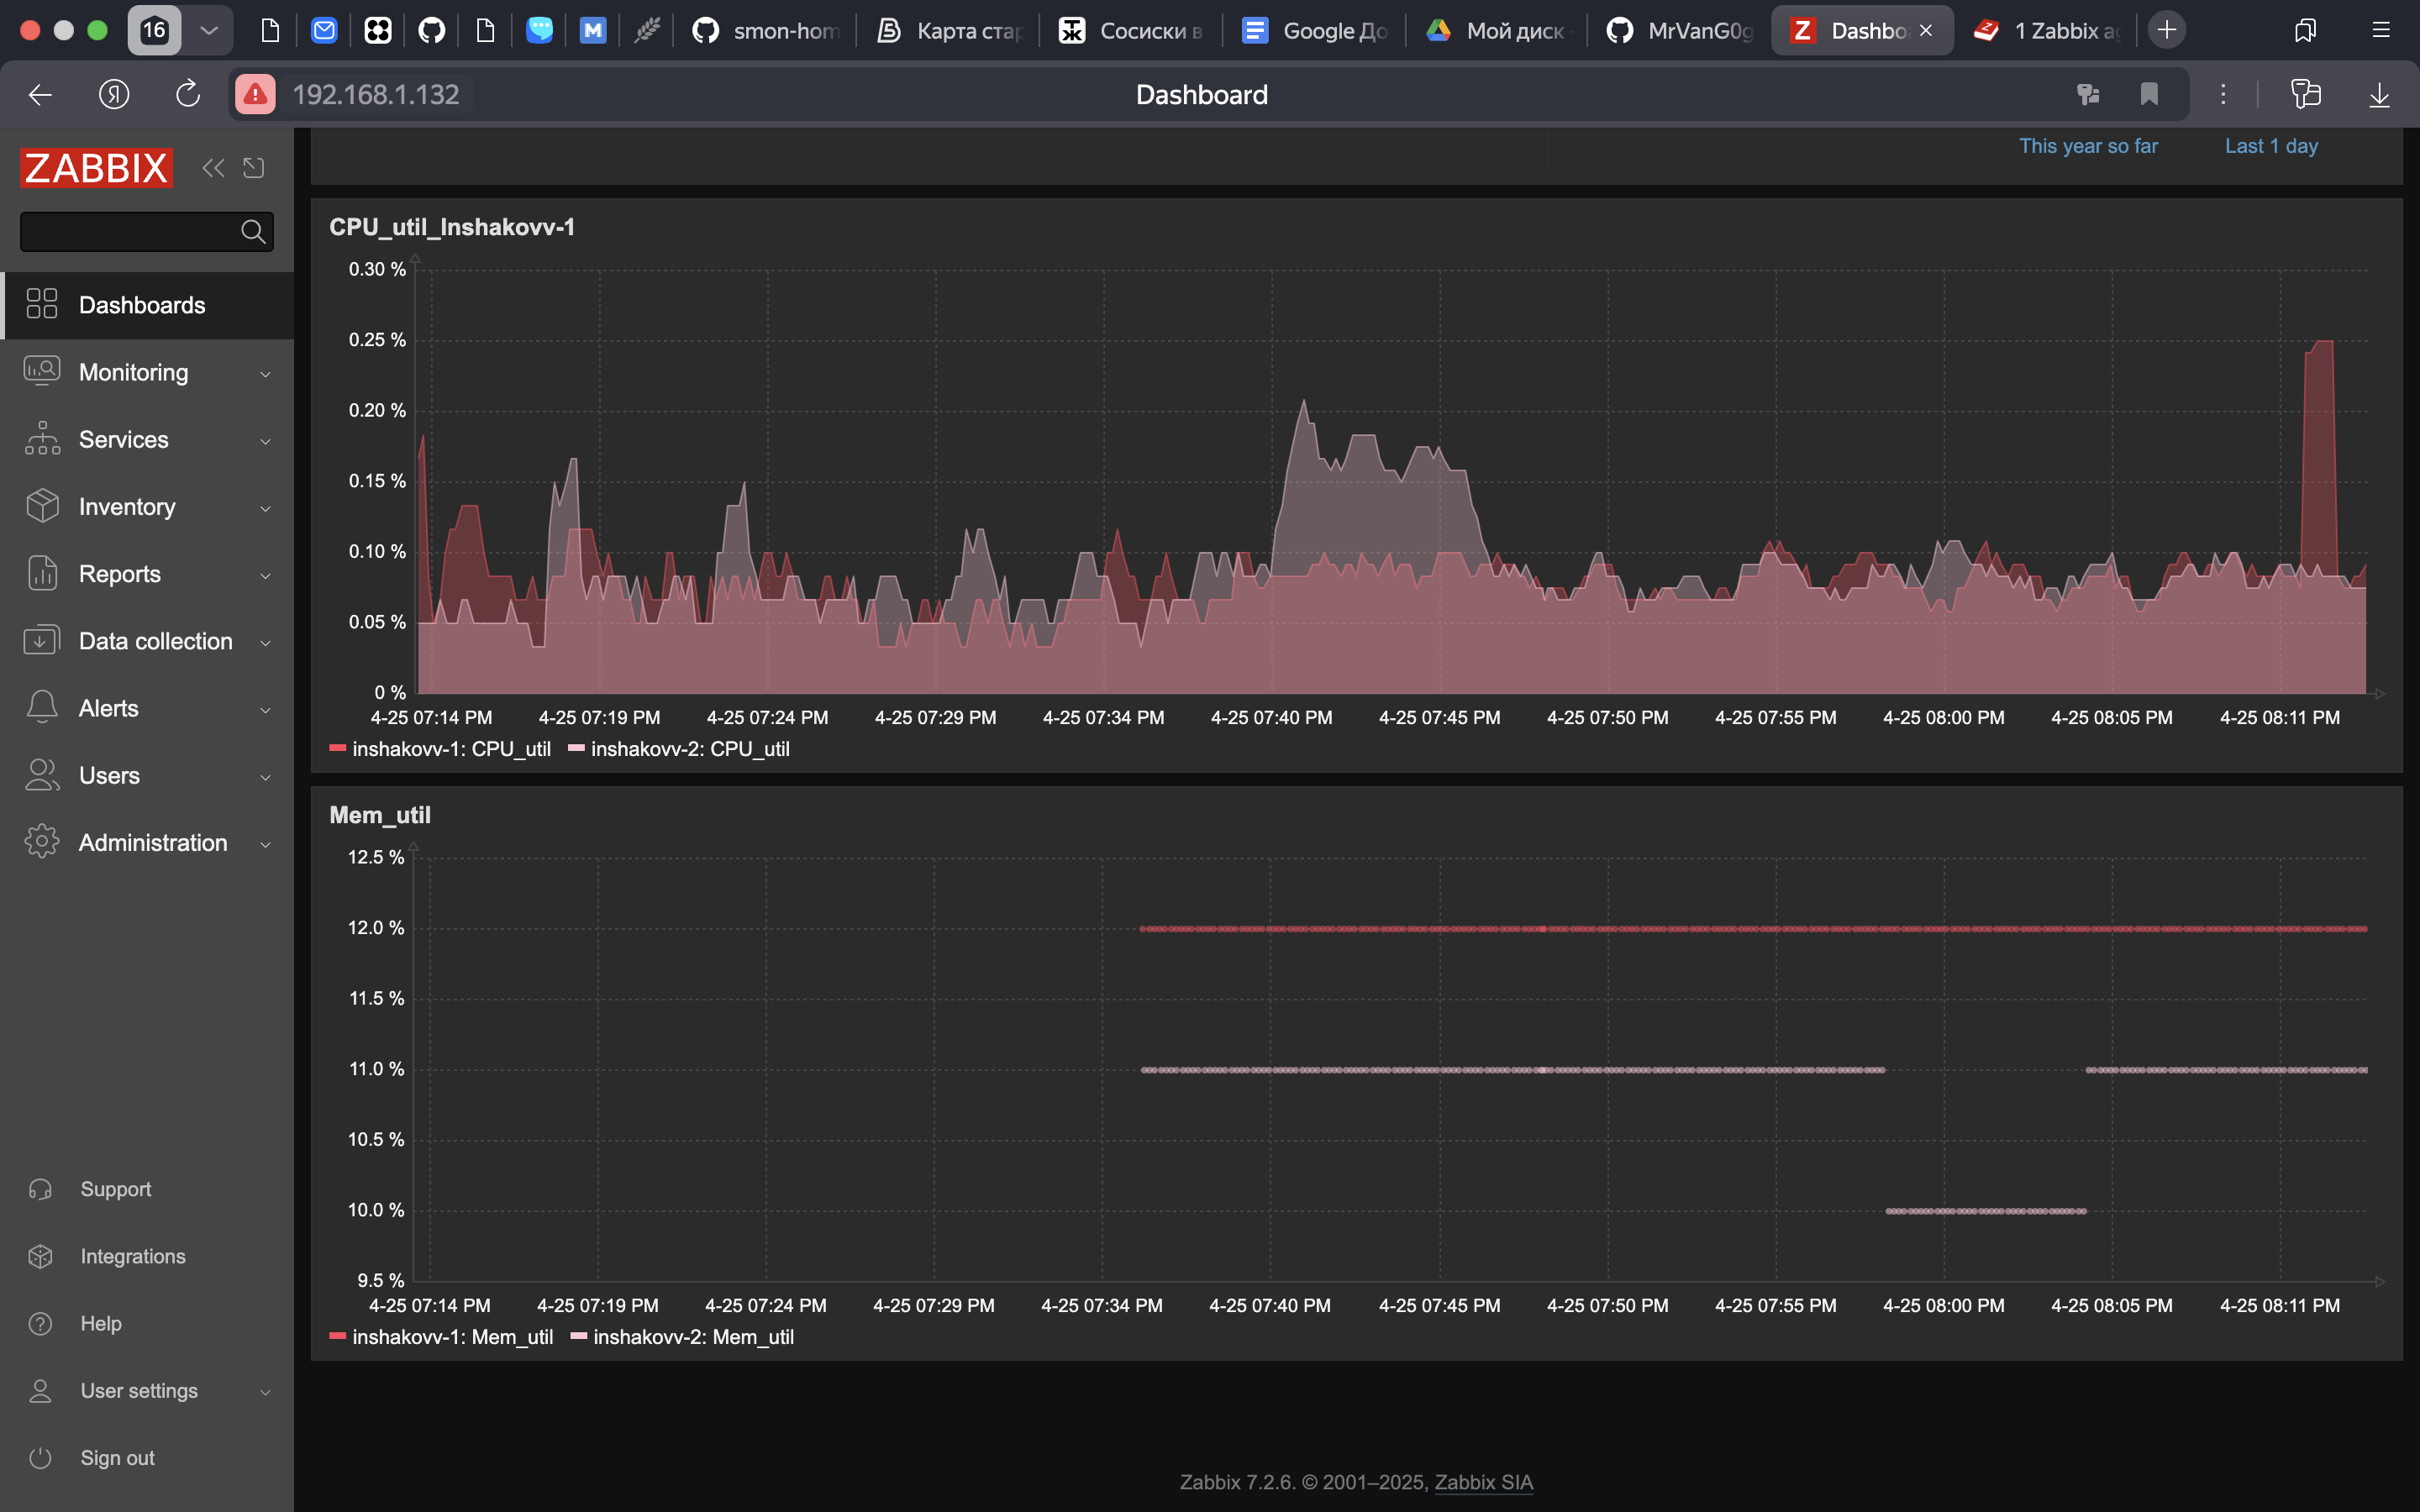 16
smon-hom
Карта стар
Сосиски в
Google До
Мой диск
MrVanG0g
Dashbo
1 Zabbix ag
192.168.1.132
Dashboard
ZABBIX
Dashboards
Monitoring
Services
Inventory
Reports
Data collection
Alerts
Users
Administration
Support
Integrations
Help
User settings
Sign out
This year so far
Last 1 day
CPU_util_Inshakovv-1
0.30 %
0.25 %
0.20 %
0.15 %
0.10 %
0.05 %
0 %
4-25 07:14 PM 4-25 07:19 PM 4-25 07:24 PM 4-25 07:29 PM 4-25 07:34 PM 4-25 07:40 PM 4-25 07:45 PM 4-25 07:50 PM 4-25 07:55 PM 4-25 08:00 PM 4-25 08:05 PM 4-25 08:11 PM
inshakovv-1: CPU_util inshakovv-2: CPU_util
Mem_util
12.5 %
12.0 %
11.5 %
11.0 %
10.5 %
10.0 %
9.5 %
4-25 07:14 PM 4-25 07:19 PM 4-25 07:24 PM 4-25 07:29 PM 4-25 07:34 PM 4-25 07:40 PM 4-25 07:45 PM 4-25 07:50 PM 4-25 07:55 PM 4-25 08:00 PM 4-25 08:05 PM 4-25 08:11 PM
inshakovv-1: Mem_util inshakovv-2: Mem_util
Zabbix 7.2.6. © 2001–2025, Zabbix SIA